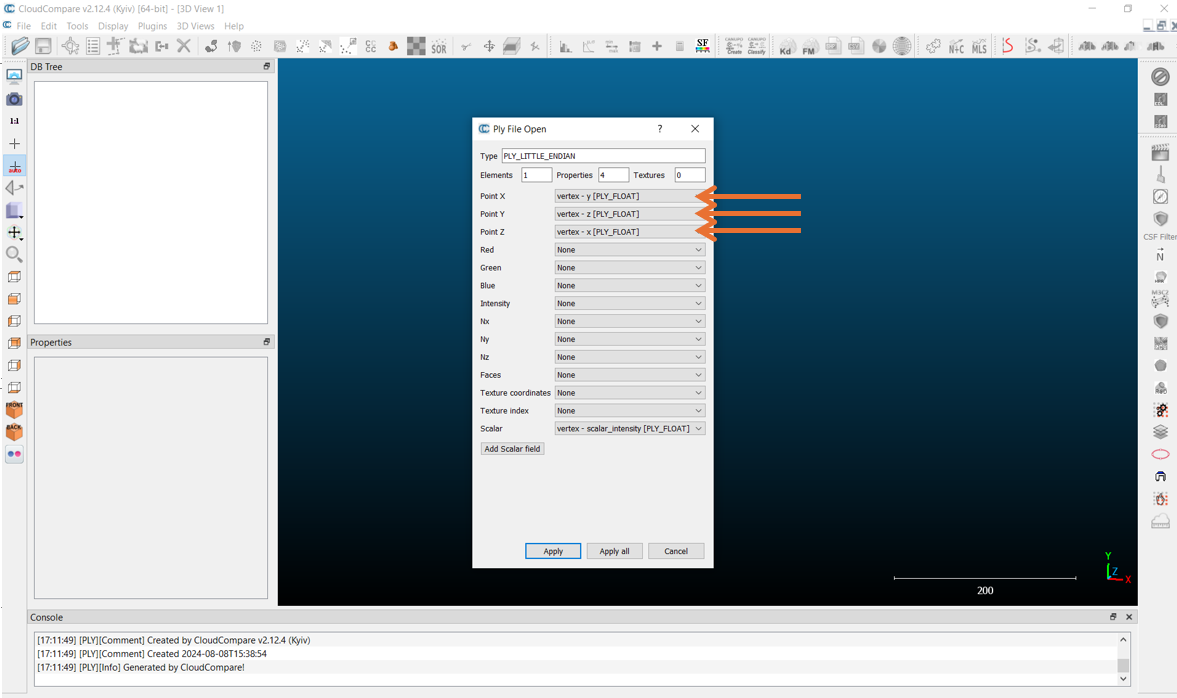 CloudCompare v2.12.4 (Kyiv) [64-bit] - [3D View 1]
File Edit Tools Display Plugins 3D Views Help
SOR
SF
CANUPO Create
CANUPO Classify
Kd
FM
N+C
MLS
DB Tree
1:1
auto
Properties
FRONT
BACK
Ply File Open
?
Type PLY_LITTLE_ENDIAN
Elements 1 Properties 4 Textures 0
Point X vertex - y [PLY_FLOAT]
Point Y vertex - z [PLY_FLOAT]
Point Z vertex - x [PLY_FLOAT]
Red None
Green None
Blue None
Intensity None
Nx None
Ny None
Nz None
Faces None
Texture coordinates None
Texture index None
Scalar vertex - scalar_intensity [PLY_FLOAT]
Add Scalar field
Apply Apply all Cancel
CSF Filter
N
M3C2
Y
Z
X
200
Console
[17:11:49] [PLY][Comment] Created by CloudCompare v2.12.4 (Kyiv)
[17:11:49] [PLY][Comment] Created 2024-08-08T15:38:54
[17:11:49] [PLY][Info] Generated by CloudCompare!